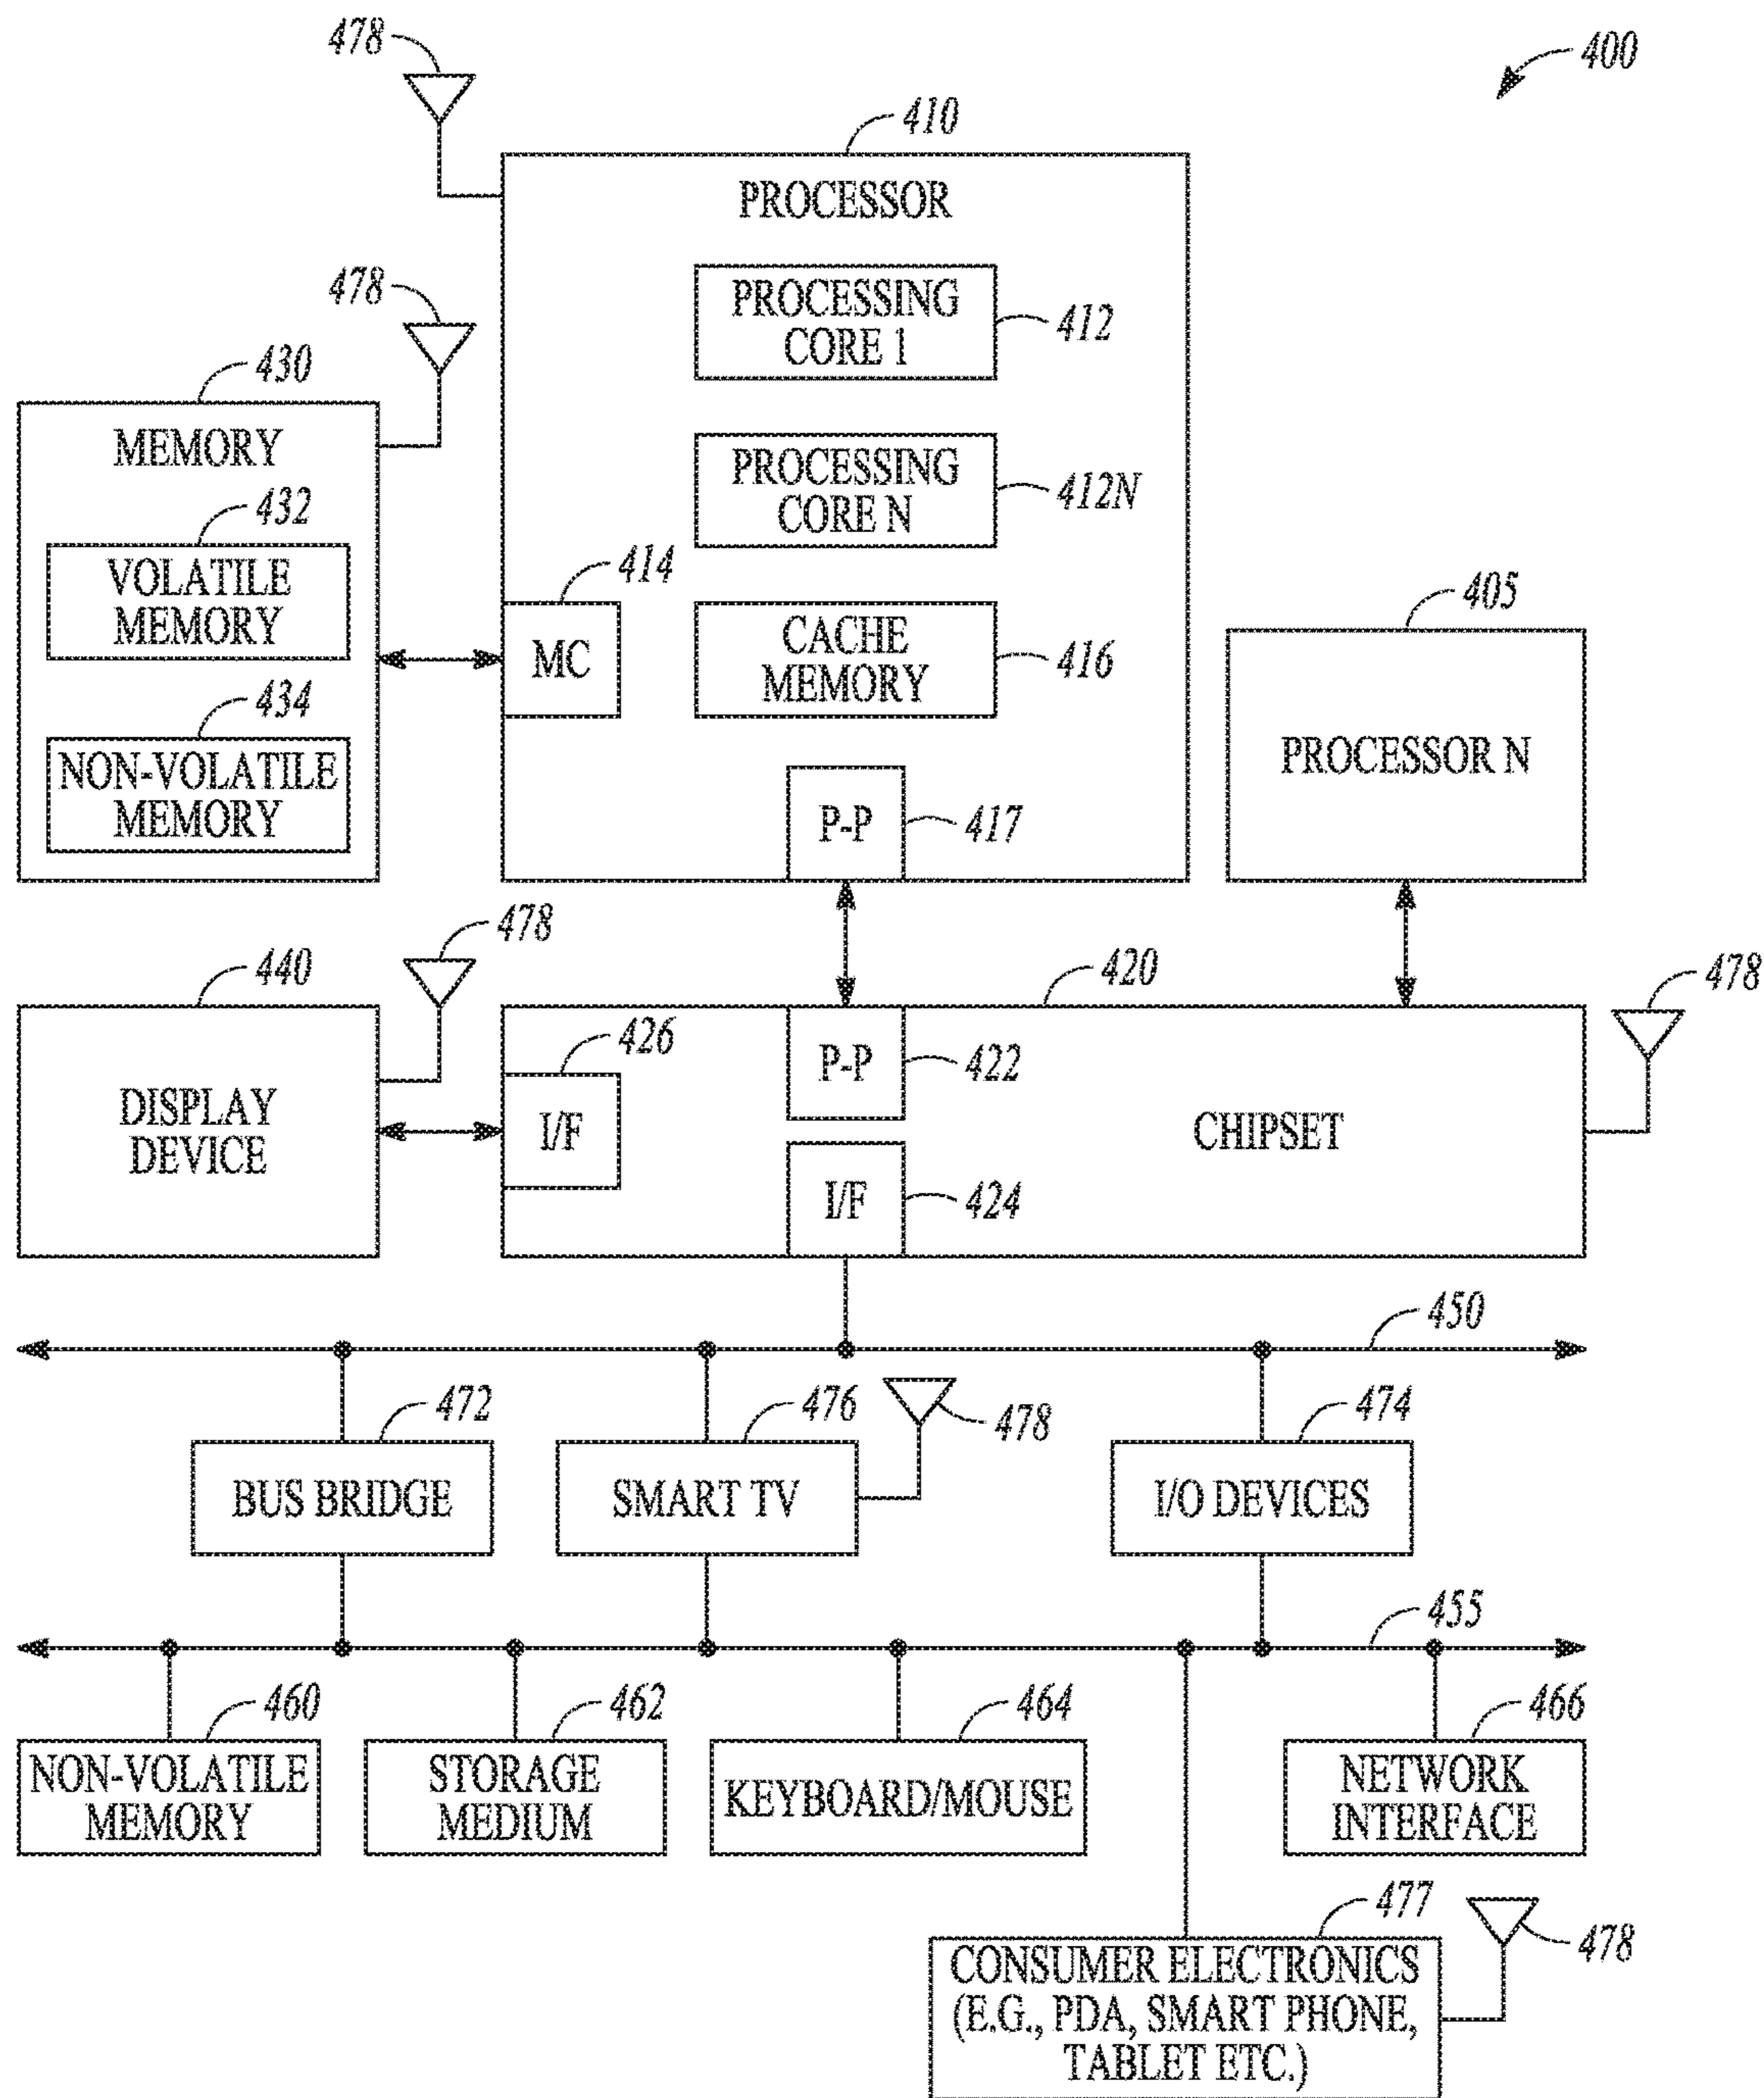 478
400
410
PROCESSOR
PROCESSING
CORE 1
412
478
430
MEMORY
PROCESSING
CORE N
412N
432
VOLATILE
MEMORY
414
MC
CACHE
MEMORY
416
405
PROCESSOR N
434
NON-VOLATILE
MEMORY
P-P
417
478
440
420
478
DISPLAY
DEVICE
426
I/F
P-P
422
CHIPSET
I/F
424
450
472
BUS BRIDGE
476
SMART TV
478
474
I/O DEVICES
455
460
NON-VOLATILE
MEMORY
462
STORAGE
MEDIUM
464
KEYBOARD/MOUSE
466
NETWORK
INTERFACE
477
CONSUMER ELECTRONICS
(E.G., PDA, SMART PHONE,
TABLET ETC.)
478